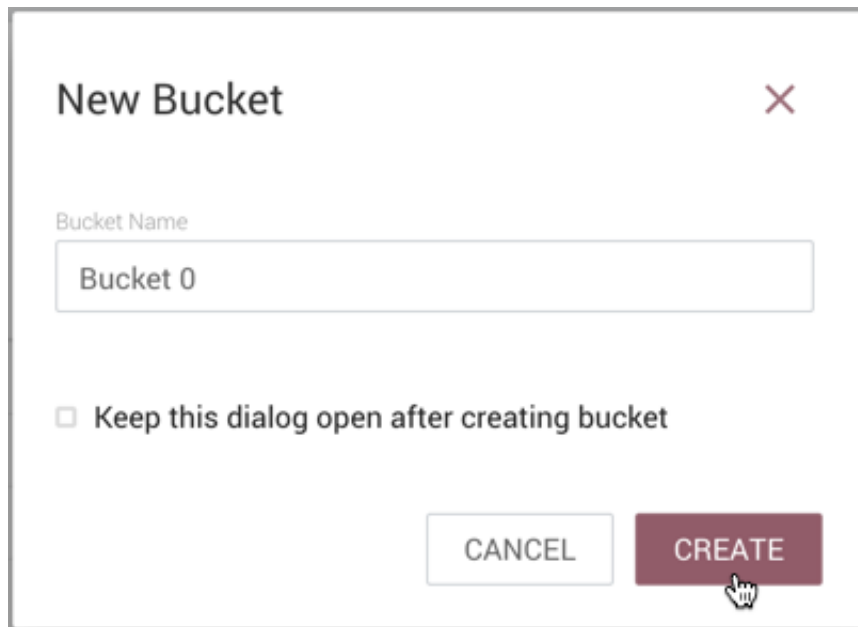 New Bucket
Bucket Name
Bucket 0
Keep this dialog open after creating bucket
CANCEL
CREATE